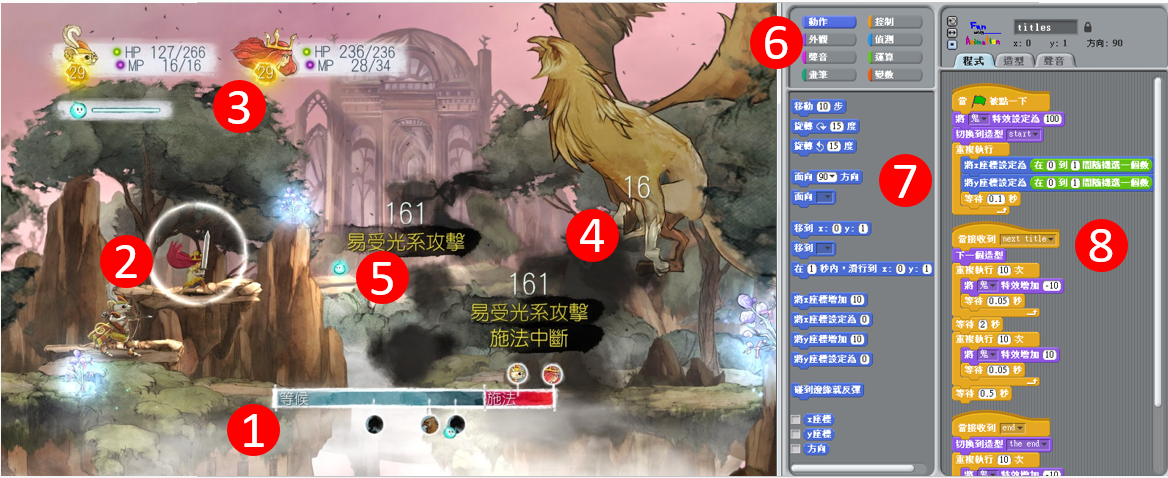 HP 127/266
MP 16/16
29
HP 236/236
MP 28/34
29
3
2
161
易受光系攻擊
5
16
4
161
易受光系攻擊
施法中斷
等候
施法
1
6
動作
控制
外觀
偵測
聲音
運算
畫筆
變數
7
移動 10 步
旋轉 15 度
旋轉 15 度
面向 90 方向
面向
移到 x: 0 y: 1
移到
在 1 秒內，滑行到 x: 0 y: 1
將x座標增加 10
將x座標設定為 0
將y座標增加 10
將y座標設定為 0
碰到邊緣就反彈
x座標
y座標
方向
Fan
with
Animation
titles
x: 0 y: 1 方向: 90
程式 造型 聲音
8
當 被點一下
將 鬼 特效設定為 100
切換到造型 start
重複執行
將x座標設定為 在 0 到 1 間隨機選一個數
將y座標設定為 在 0 到 1 間隨機選一個數
等待 0.1 秒
當接收到 next title
下一個造型
重複執行 10 次
將 鬼 特效增加 -10
等待 0.05 秒
等待 2 秒
重複執行 10 次
將 鬼 特效增加 10
等待 0.05 秒
等待 0.5 秒
當接收到 end
切換到造型 the end
重複執行 10 次
將 鬼 特效增加 -10